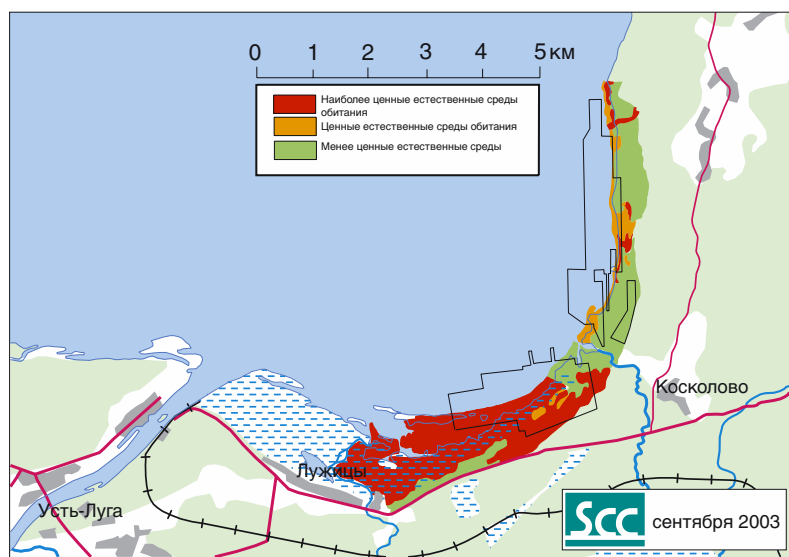 0 1 2 3 4 5 км
Наиболее ценные естественные среды
обитания
Ценные естественные среды обитания
Менее ценные естественные среды
Косколово
Лужицы
Усть-Луга
Scc сентября 2003